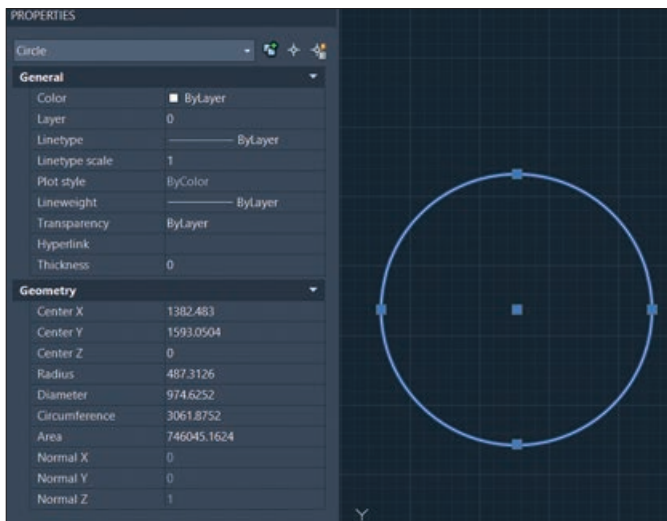 PROPERTIES
Circle
General
Color ByLayer
Layer 0
Linetype ByLayer
Linetype scale 1
Plot style ByColor
Lineweight ByLayer
Transparency ByLayer
Hyperlink
Thickness 0
Geometry
Center X 1382.483
Center Y 1593.0504
Center Z 0
Radius 487.3126
Diameter 974.6252
Circumference 3061.8752
Area 746045.1624
Normal X 0
Normal Y 0
Normal Z 1
Y